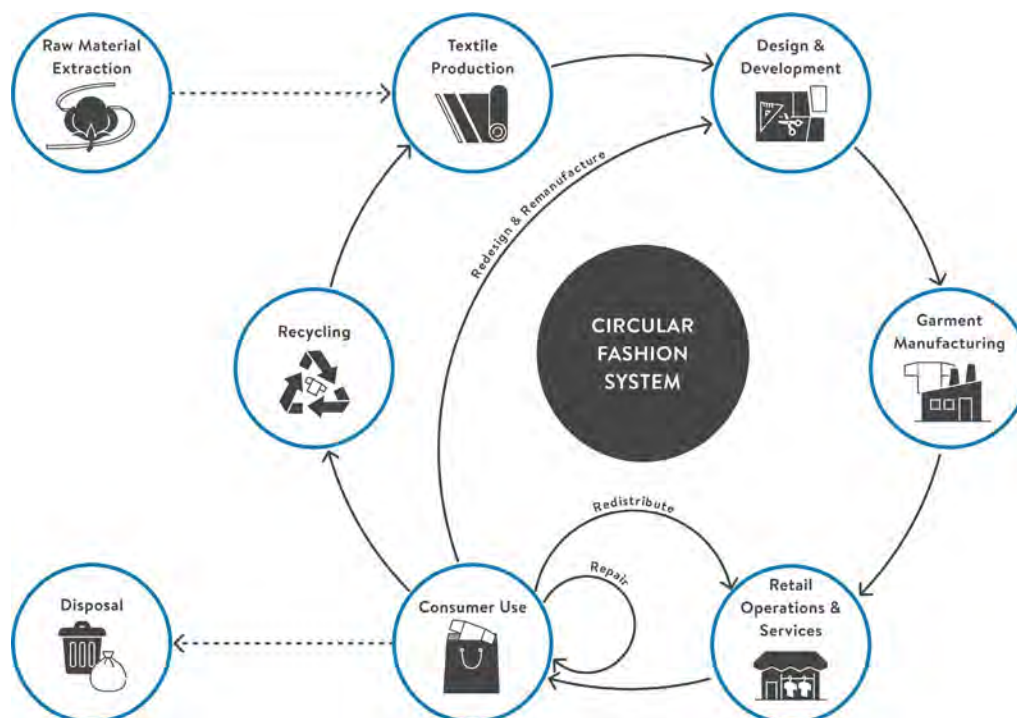 Raw Material
Extraction
Textile
Production
Design &
Development
Redesign & Remanufacture
Recycling
CIRCULAR
FASHION
SYSTEM
Garment
Manufacturing
Redistribute
Repair
Disposal
Consumer Use
Retail
Operations &
Services